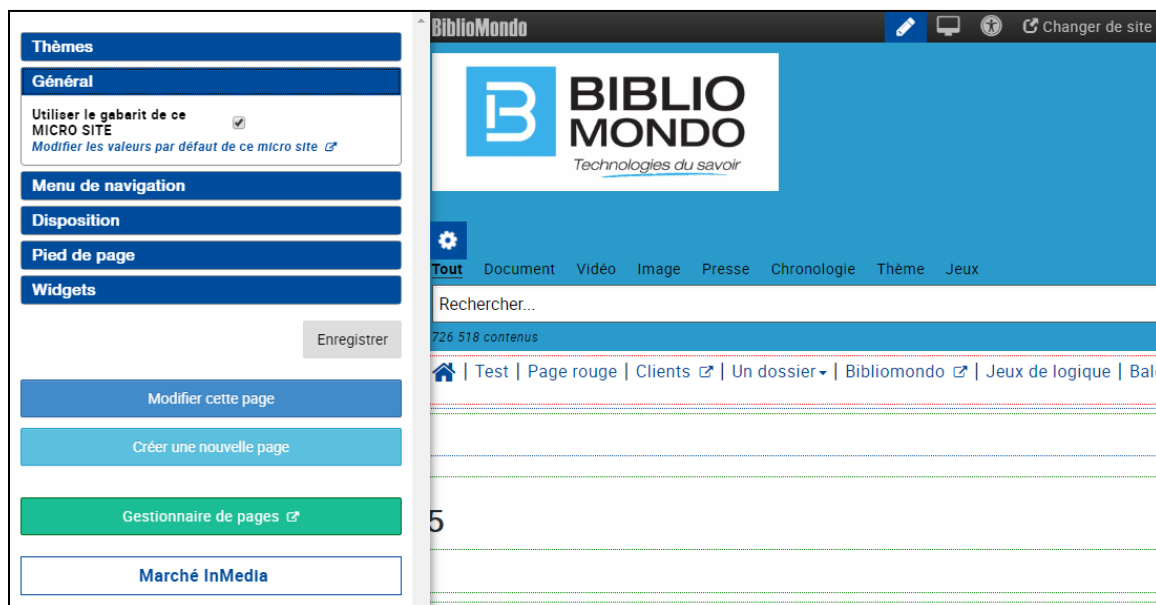 Thèmes
Général
Utiliser le gabarit de ce
MICRO SITE
Modifier les valeurs par défaut de ce micro site
Menu de navigation
Disposition
Pied de page
Widgets
Enregistrer
Modifier cette page
Créer une nouvelle page
Gestionnaire de pages
Marché InMedia
BiblioMondo
Changer de site
BIBLIO
MONDO
Technologies du savoir
Tout Document Vidéo Image Presse Chronologie Thème Jeux
Rechercher...
726 518 contenus
| Test | Page rouge | Clients | Un dossier | Bibliomondo | Jeux de logique |
5